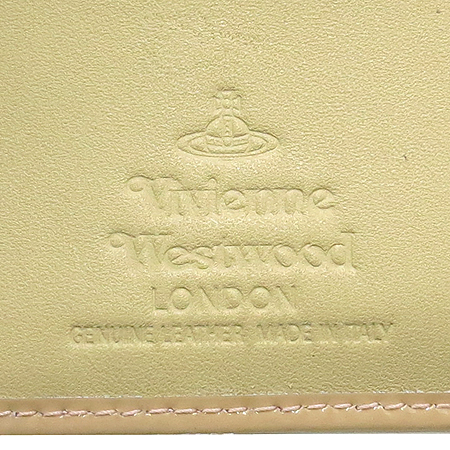 Vivienne
Westwood
LONDON
GENUINE LEATHER MADE IN ITALY